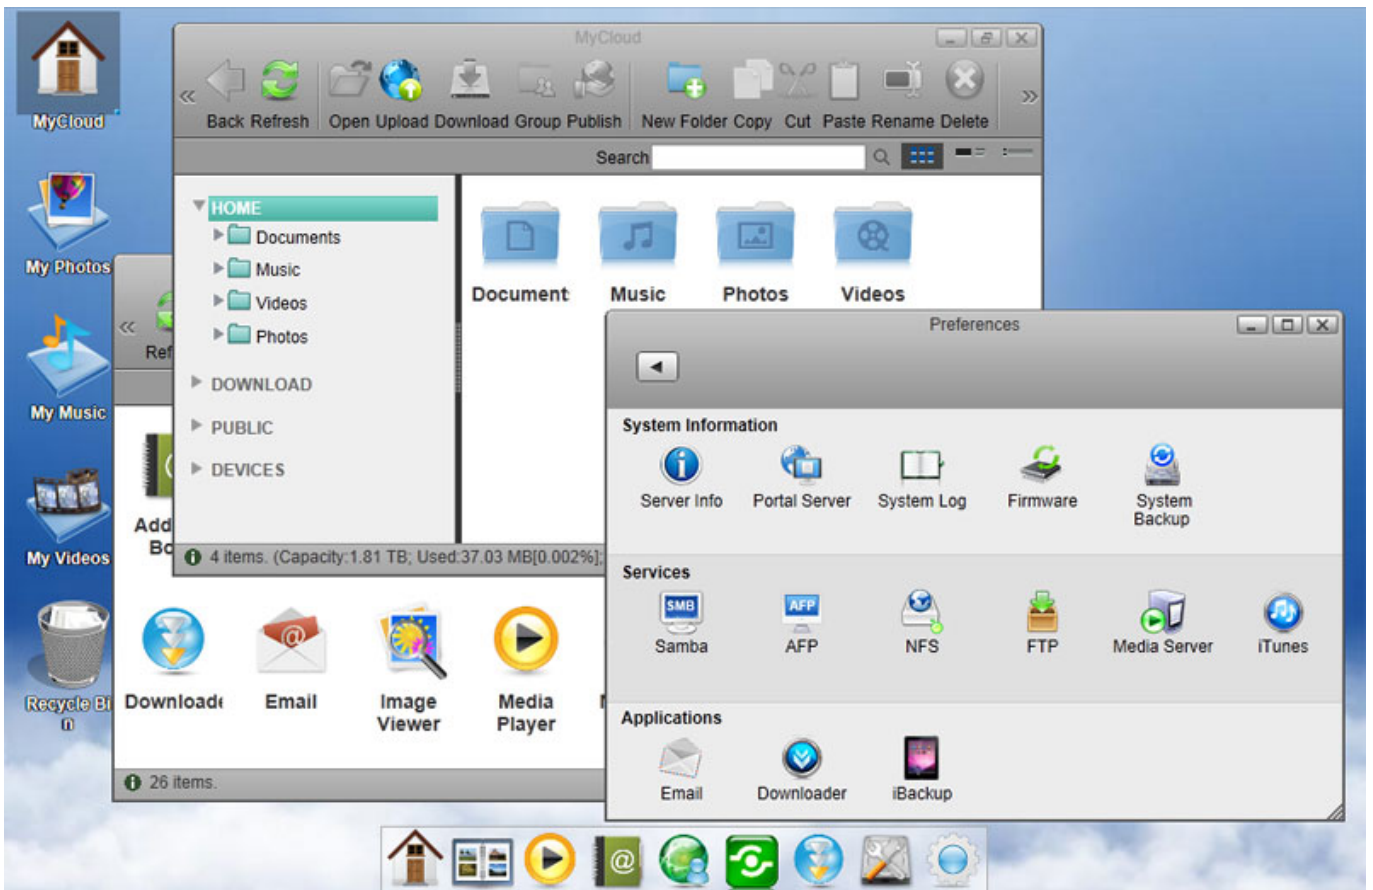 MyCloud
My Photos
My Music
My Videos
Recycle Bi
n
MyCloud
Back Refresh Open Upload Download Group Publish New Folder Copy Cut Paste Rename Delete
Search
HOME
Documents
Music
Videos
Photos
DOWNLOAD
PUBLIC
DEVICES
Document
Music
Photos
Videos
4 items. (Capacity:1.81 TB; Used:37.03 MB[0.002%];
Ref
Add
Bo
Downloade
Email
Image
Viewer
Media
Player
26 items.
Preferences
System Information
Server Info
Portal Server
System Log
Firmware
System
Backup
Services
SMB
Samba
AFP
AFP
NFS
FTP
Media Server
iTunes
Applications
Email
Downloader
iBackup